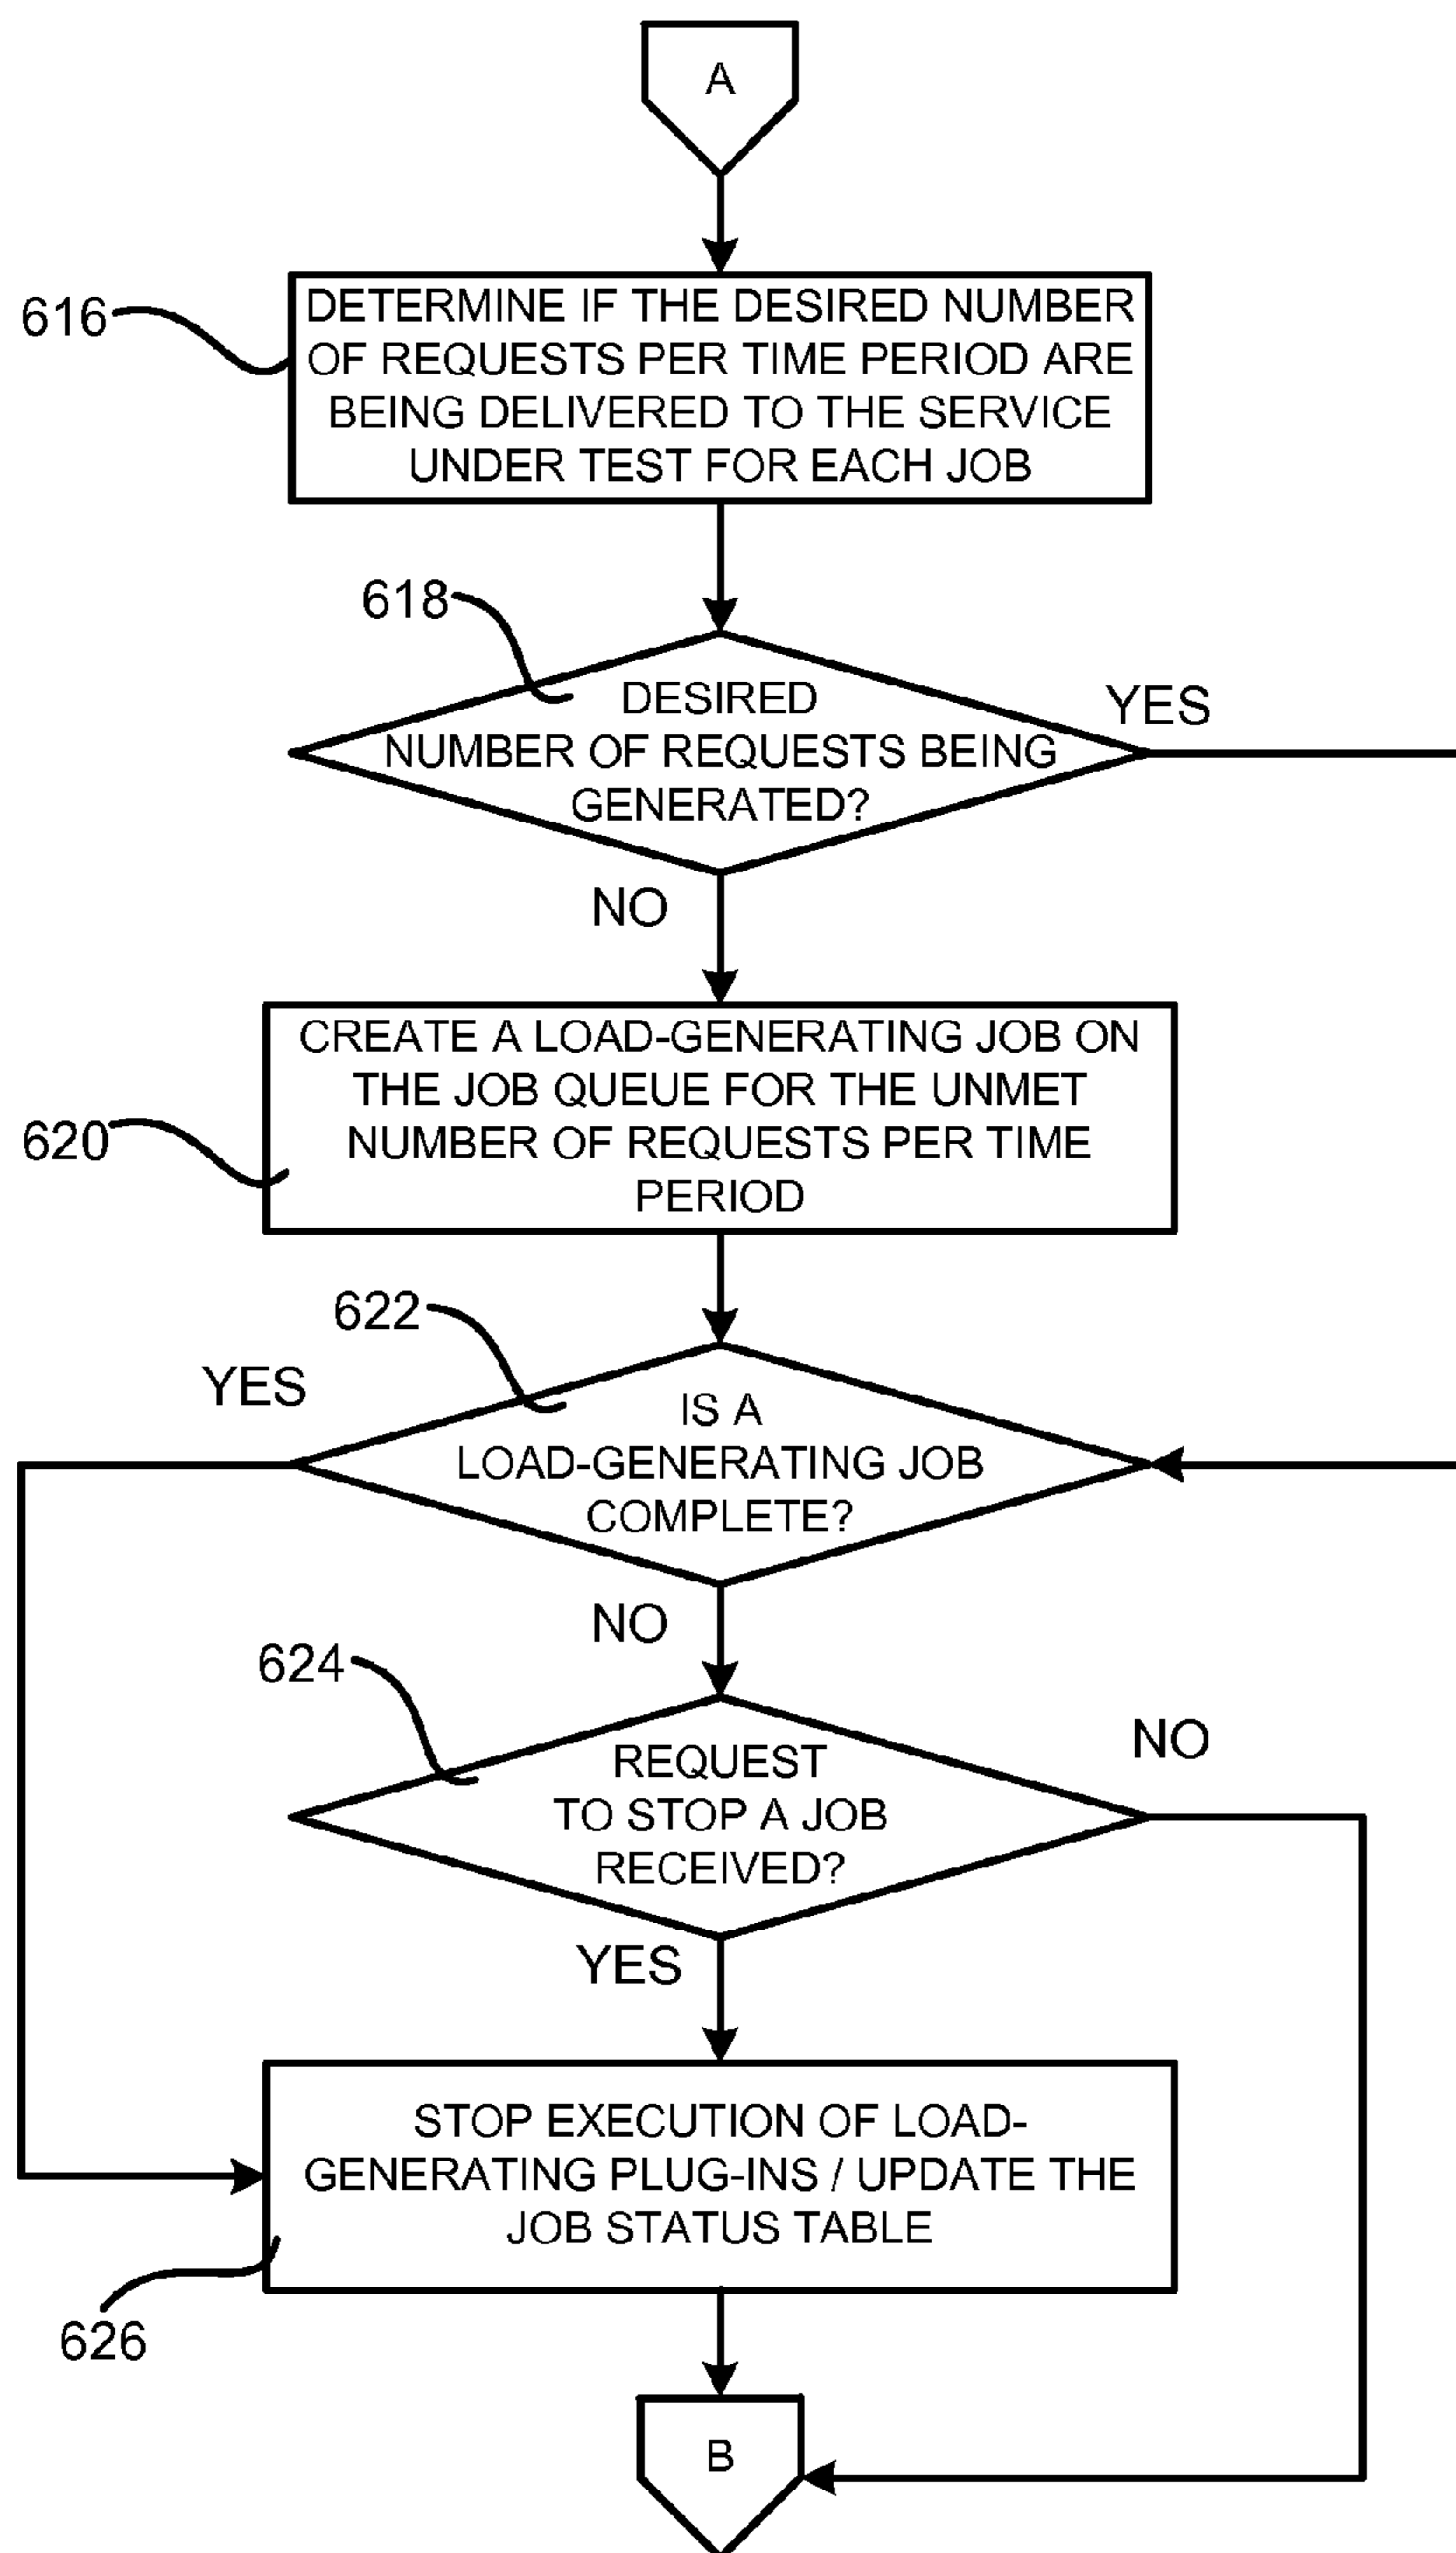 A
616
DETERMINE IF THE DESIRED NUMBER
OF REQUESTS PER TIME PERIOD ARE
BEING DELIVERED TO THE SERVICE
UNDER TEST FOR EACH JOB
618
DESIRED
NUMBER OF REQUESTS BEING
GENERATED?
YES
NO
620
CREATE A LOAD-GENERATING JOB ON
THE JOB QUEUE FOR THE UNMET
NUMBER OF REQUESTS PER TIME
PERIOD
622
YES
IS A
LOAD-GENERATING JOB
COMPLETE?
NO
624
REQUEST
TO STOP A JOB
RECEIVED?
NO
YES
STOP EXECUTION OF LOAD-
GENERATING PLUG-INS / UPDATE THE
JOB STATUS TABLE
626
B